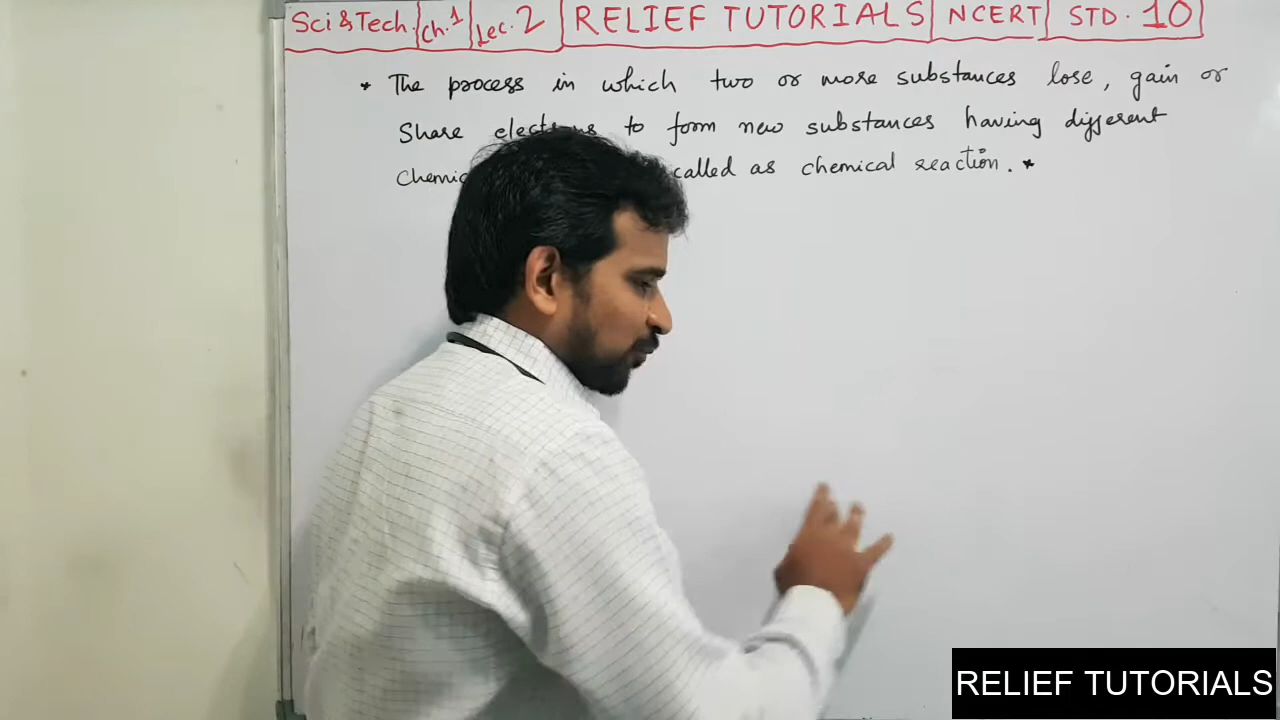 Sci & Tech. Ch. 1 Lec. 2 RELIEF TUTORIALS NCERT STD. 10
* The process in which two or more substances lose, gain or
Share to form new substances having different
called as chemical reaction. *
RELIEF TUTORIALS